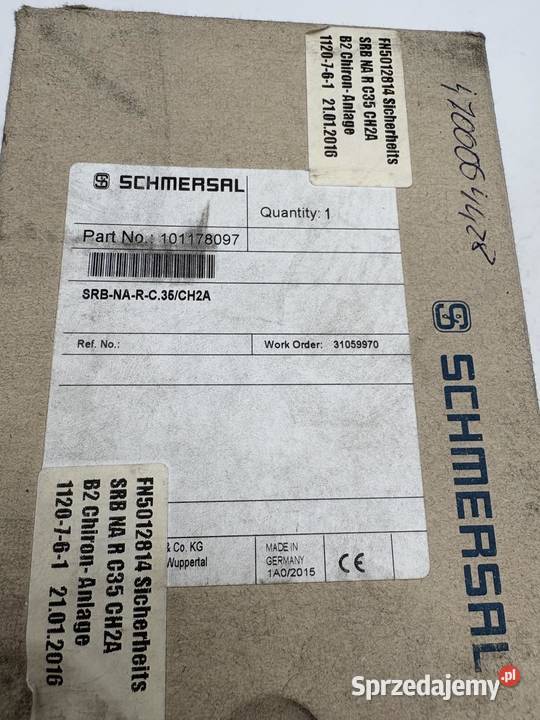 FN5012814 Sicherheits
SRB NA R C35 CH2A
B2 Chiron-Anlage
1120-7-6-1 21.01.2016
SCHMERSAL
Quantity: 1
Part No.: 101178097
SRB-NA-R-C.35/CH2A
Ref. No.:
Work Order: 31059970
& Co. KG
Wuppertal
MADE IN
GERMANY
1A0/2015
CE
FN5012814 Sicherheits
SRB NA R C35 CH2A
B2 Chiron-Anlage
1120-7-6-1 21.01.2016
SCHMERSAL
Sprzedajemy.pl